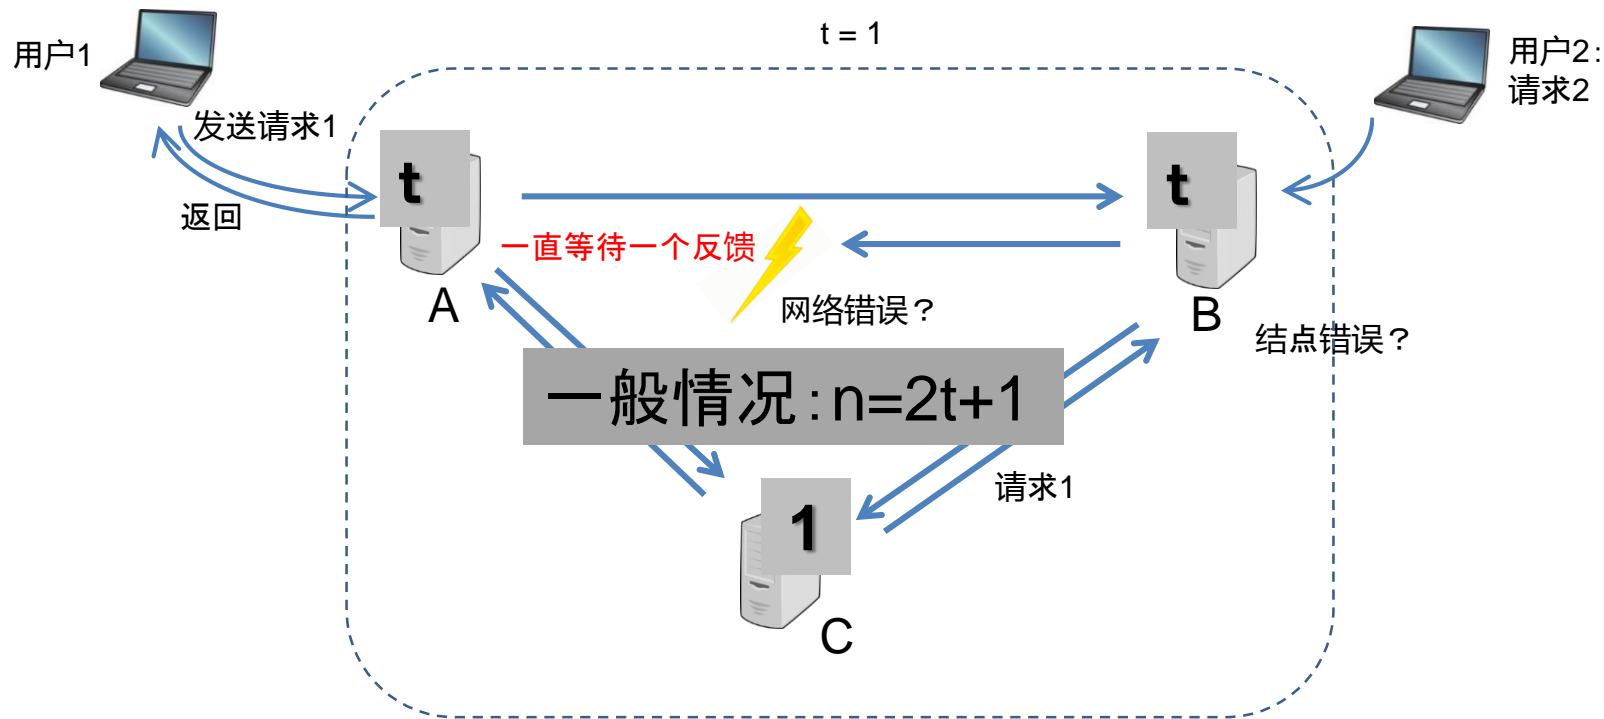 t = 1
用户1
用户2：
请求2
发送请求1
t
t
返回
一直等待一个反馈
A
网络错误？
B
结点错误？
一般情况：n=2t+1
请求1
1
C